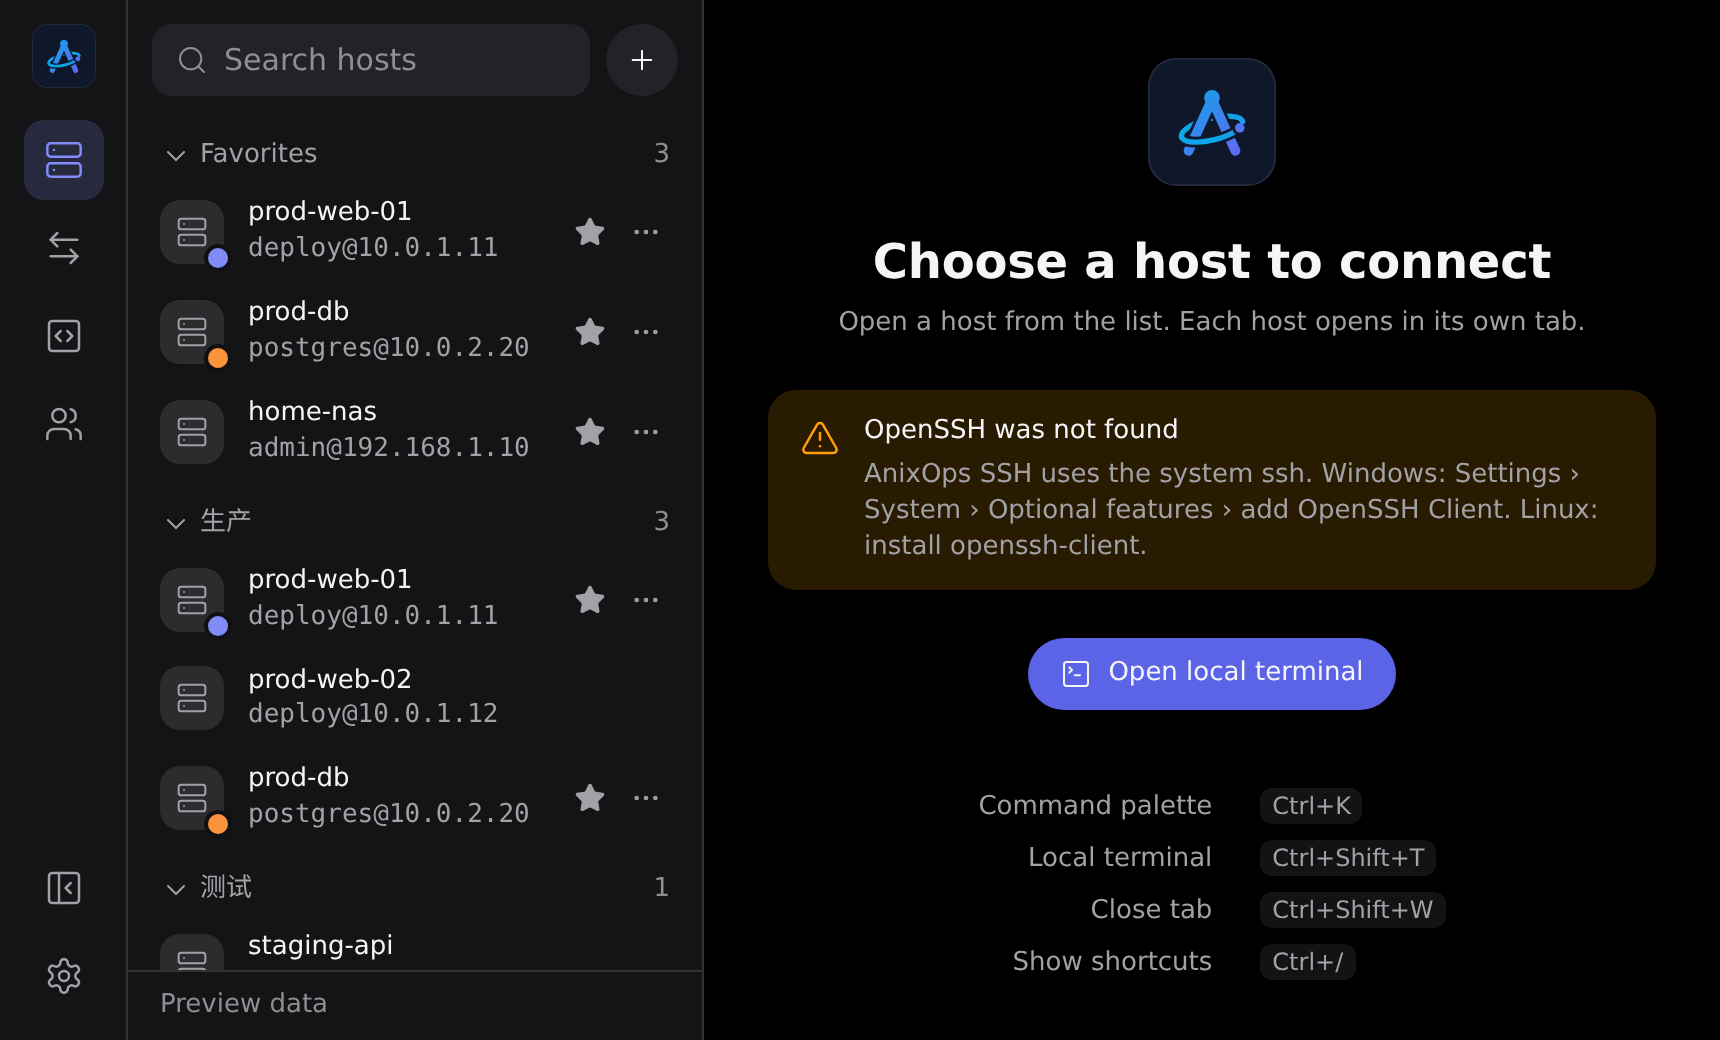 Search hosts
Favorites 3
prod-web-01
deploy@10.0.1.11
prod-db
postgres@10.0.2.20
home-nas
admin@192.168.1.10
生产 3
prod-web-01
deploy@10.0.1.11
prod-web-02
deploy@10.0.1.12
prod-db
postgres@10.0.2.20
测试 1
staging-api
Preview data
Choose a host to connect
Open a host from the list. Each host opens in its own tab.
OpenSSH was not found
AnixOps SSH uses the system ssh. Windows: Settings ›
System › Optional features › add OpenSSH Client. Linux:
install openssh-client.
Open local terminal
Command palette Ctrl+K
Local terminal Ctrl+Shift+T
Close tab Ctrl+Shift+W
Show shortcuts Ctrl+/